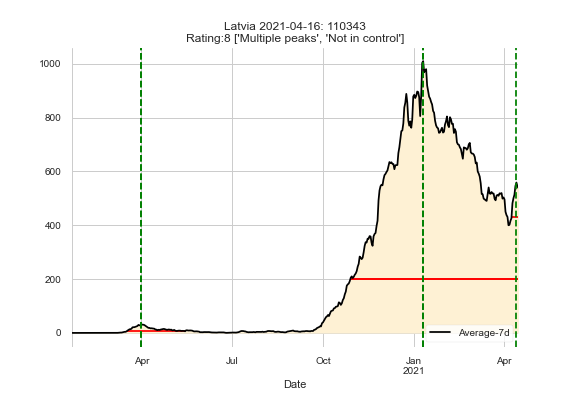 Latvia 2021-04-16: 110343
Rating:8 ['Multiple peaks', 'Not in control']
1000
800
600
400
200
0
Average-7d
Apr
Jul
Oct
Jan
2021
Apr
Date